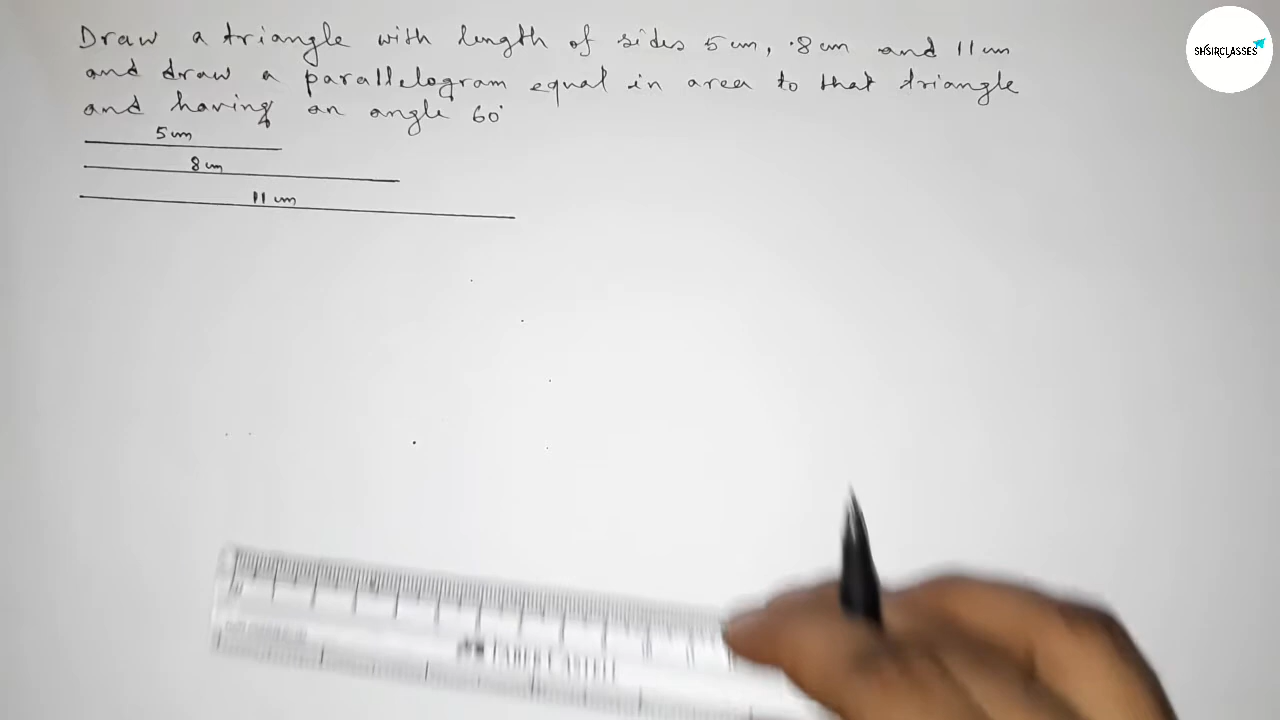 Draw a triangle with length of sides 5 cm, 8 cm and 11 cm
and draw a parallelogram equal in area to that triangle
and having an angle 60°
5 cm
8 cm
11 cm
SHSIRCLASSES